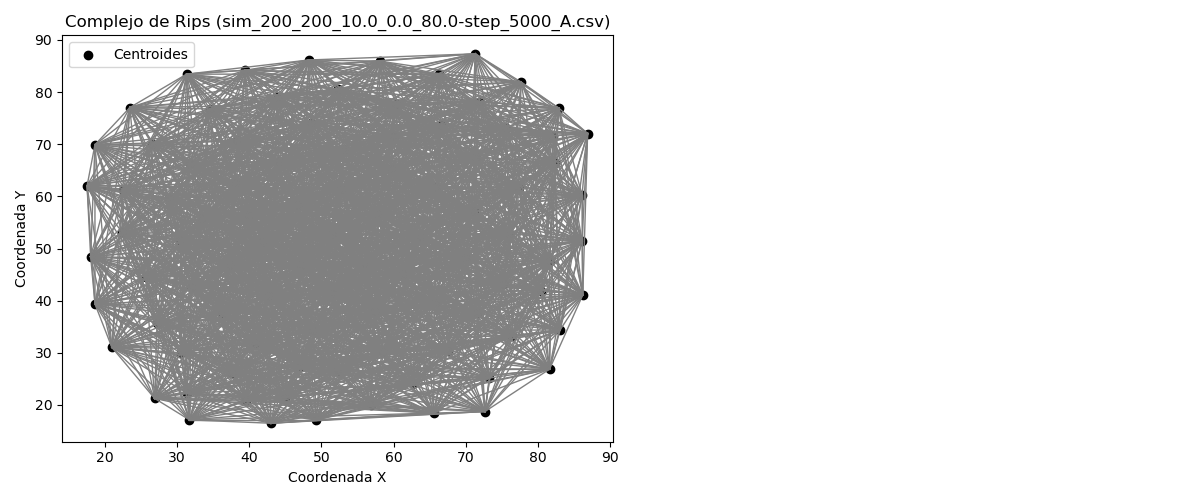 Complejo de Rips (sim_200_200_10.0_0.0_80.0-step_5000_A.csv)
90
Centroides
80
70
60
50
40
30
20
Coordenada Y
20 30 40 50 60 70 80 90
Coordenada X